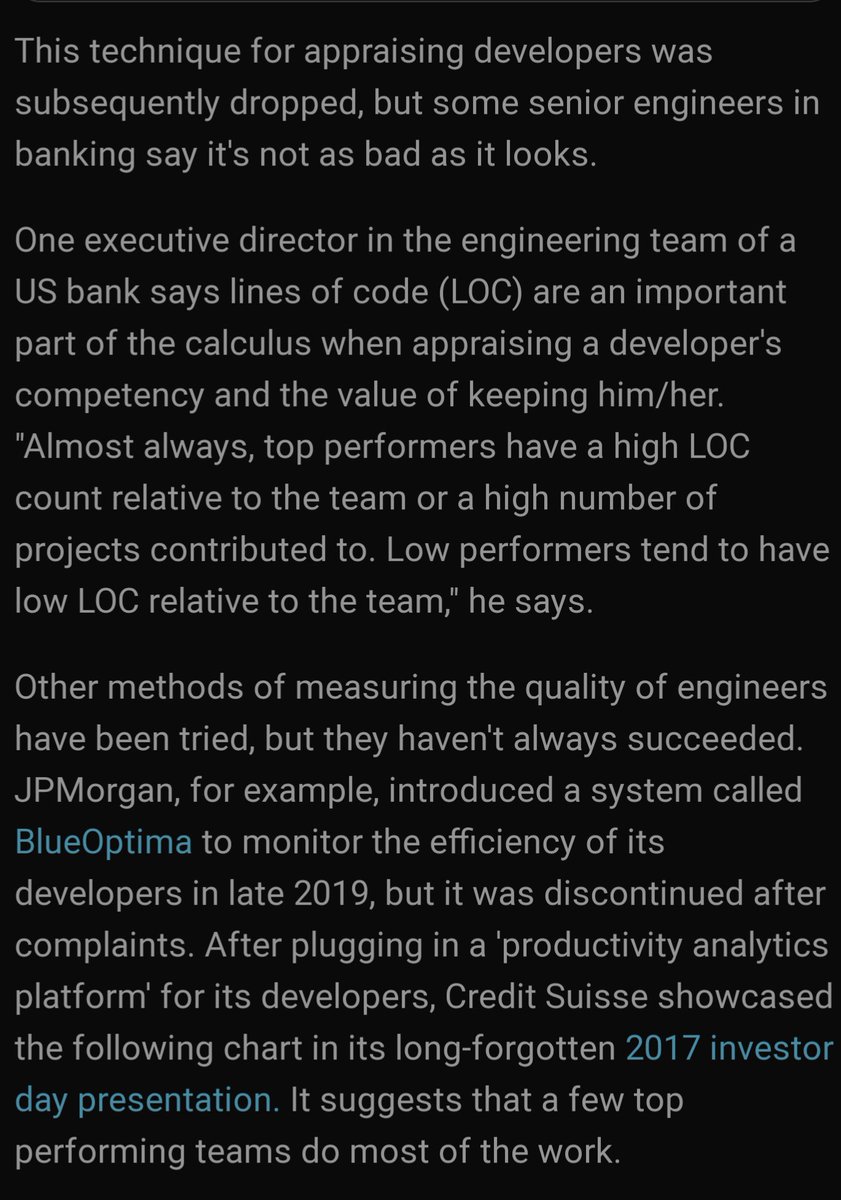 This technique for appraising developers was
subsequently dropped, but some senior engineers in
banking say it's not as bad as it looks.
One executive director in the engineering team of a
US bank says lines of code (LOC) are an important
part of the calculus when appraising a developer's
competency and the value of keeping him/her.
"Almost always, top performers have a high LOC
count relative to the team or a high number of
projects contributed to. Low performers tend to have
low LOC relative to the team," he says.
Other methods of measuring the quality of engineers
have been tried, but they haven't always succeeded.
JPMorgan, for example, introduced a system called
BlueOptima to monitor the efficiency of its
developers in late 2019, but it was discontinued after
complaints. After plugging in a 'productivity analytics
platform' for its developers, Credit Suisse showcased
the following chart in its long-forgotten 2017 investor
day presentation. It suggests that a few top
performing teams do most of the work.